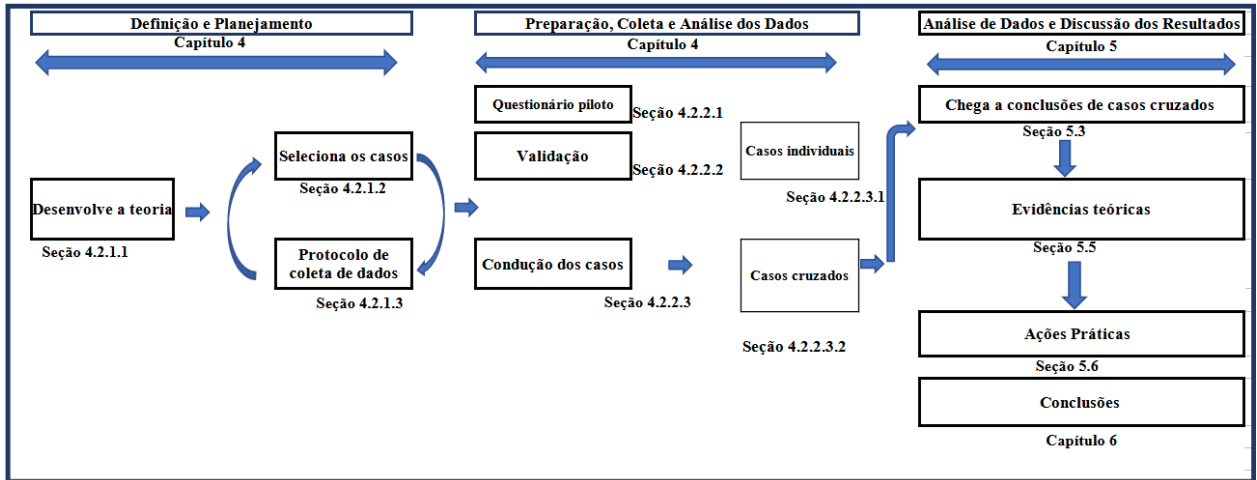 Definição e Planejamento
Capítulo 4
Desenvolve a teoria
Seção 4.2.1.1
Seleciona os casos
Seção 4.2.1.2
Protocolo de
coleta de dados
Seção 4.2.1.3
Preparação, Coleta e Análise dos Dados
Capítulo 4
Questionário piloto
Seção 4.2.2.1
Validação
Seção 4.2.2.2
Condução dos casos
Seção 4.2.2.3
Casos individuais
Seção 4.2.2.3.1
Casos cruzados
Seção 4.2.2.3.2
Análise de Dados e Discussão dos Resultados
Capítulo 5
Chega a conclusões de casos cruzados
Seção 5.3
Evidências teóricas
Seção 5.5
Ações Práticas
Seção 5.6
Conclusões
Capítulo 6